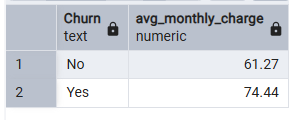 Churn avg_monthly_charge
text numeric
1 No 61.27
2 Yes 74.44